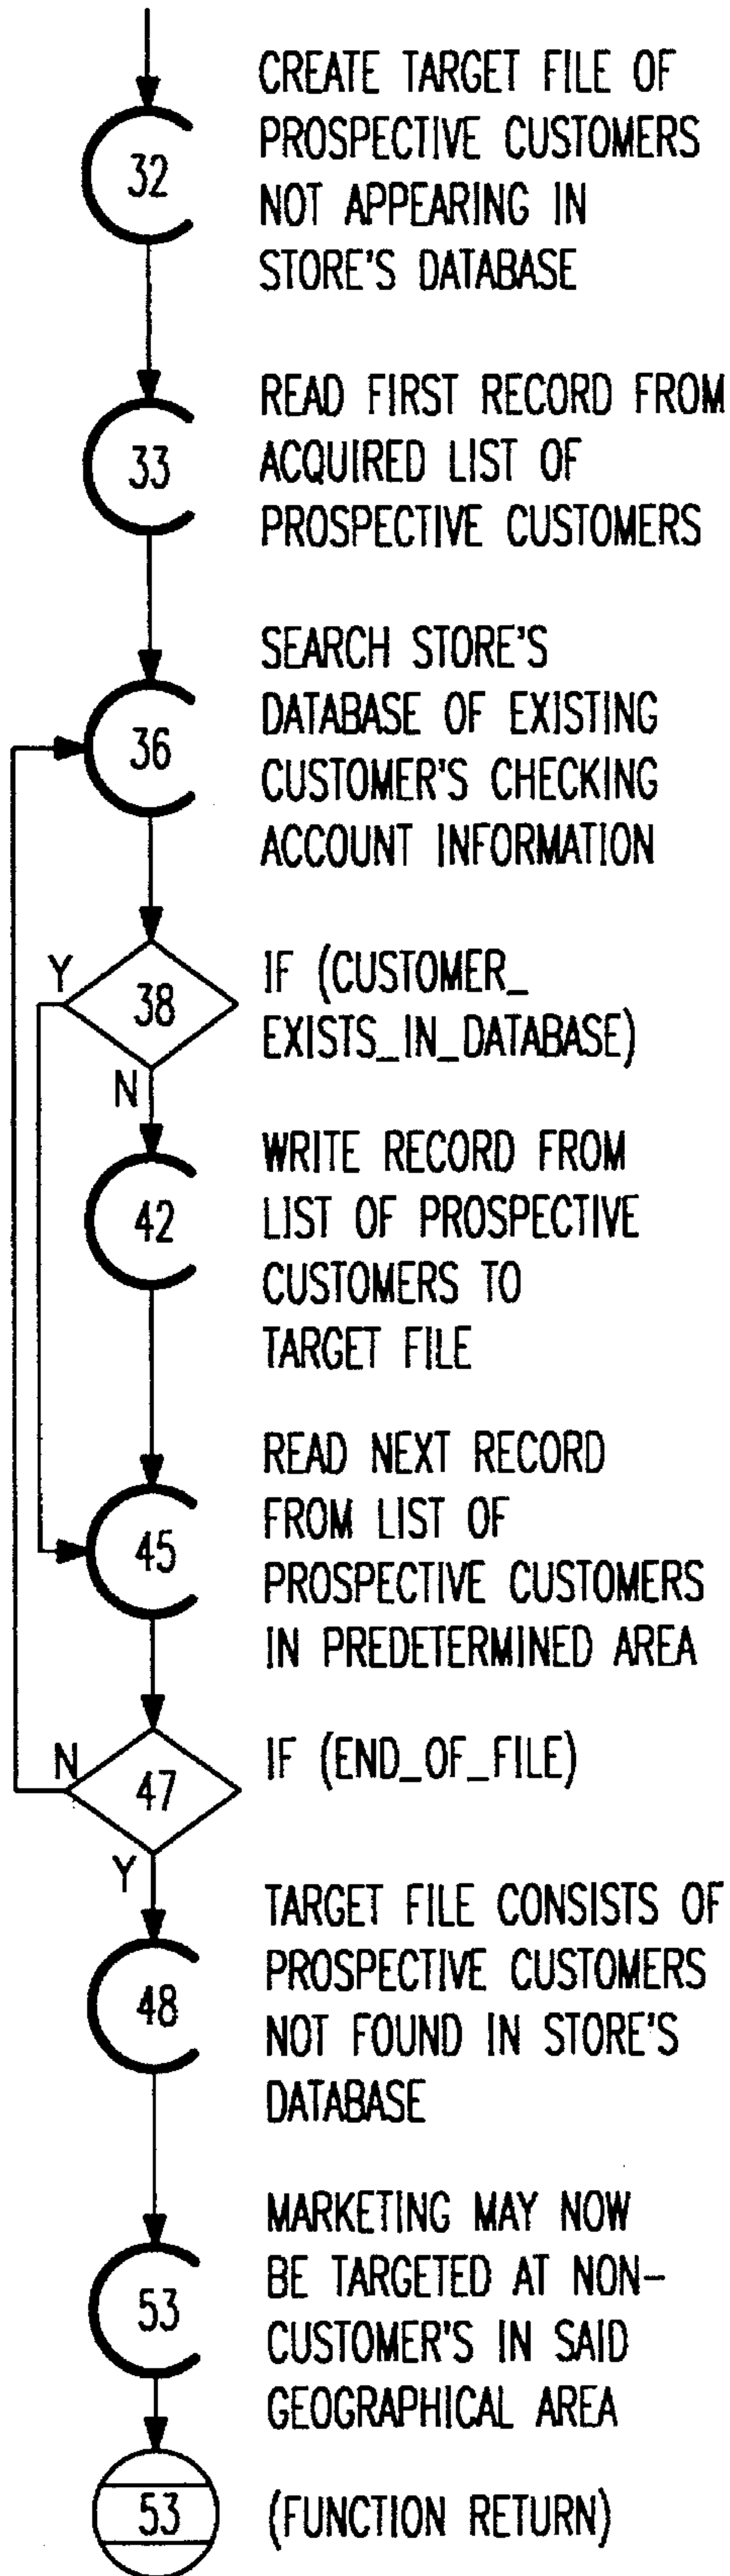 32
CREATE TARGET FILE OF
PROSPECTIVE CUSTOMERS
NOT APPEARING IN
STORE'S DATABASE
33
READ FIRST RECORD FROM
ACQUIRED LIST OF
PROSPECTIVE CUSTOMERS
36
SEARCH STORE'S
DATABASE OF EXISTING
CUSTOMER'S CHECKING
ACCOUNT INFORMATION
Y
38
N
IF (CUSTOMER_
EXISTS_IN_DATABASE)
42
WRITE RECORD FROM
LIST OF PROSPECTIVE
CUSTOMERS TO
TARGET FILE
45
READ NEXT RECORD
FROM LIST OF
PROSPECTIVE CUSTOMERS
IN PREDETERMINED AREA
N
47
Y
IF (END_OF_FILE)
48
TARGET FILE CONSISTS OF
PROSPECTIVE CUSTOMERS
NOT FOUND IN STORE'S
DATABASE
53
MARKETING MAY NOW
BE TARGETED AT NON-
CUSTOMER'S IN SAID
GEOGRAPHICAL AREA
53
(FUNCTION RETURN)